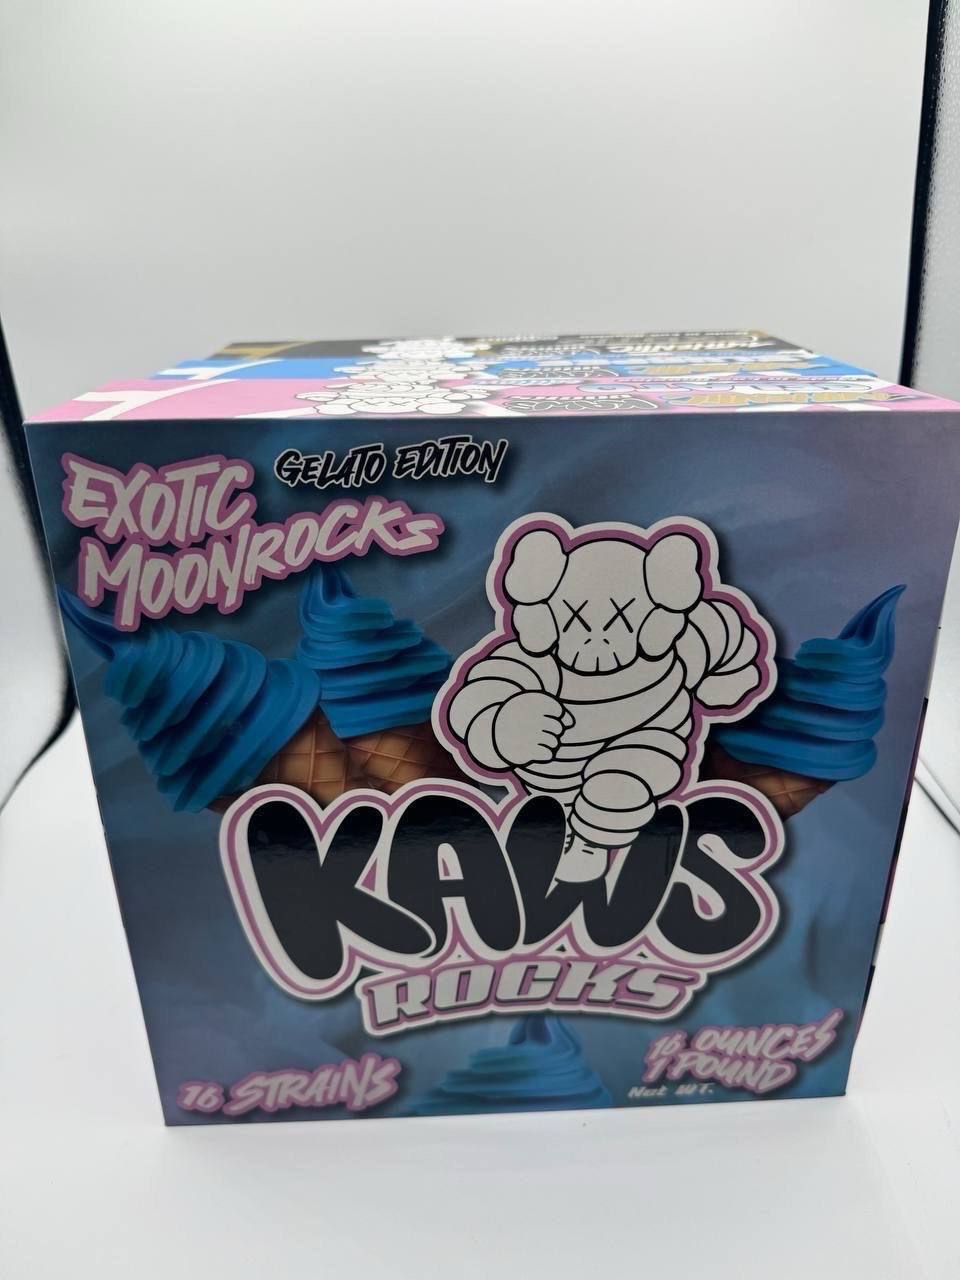 GELATO EDITION
EXOTIC
MOONROCKS
KAWS
ROCKS
16 STRAINS
16 OUNCES
1 POUND
Net WT.